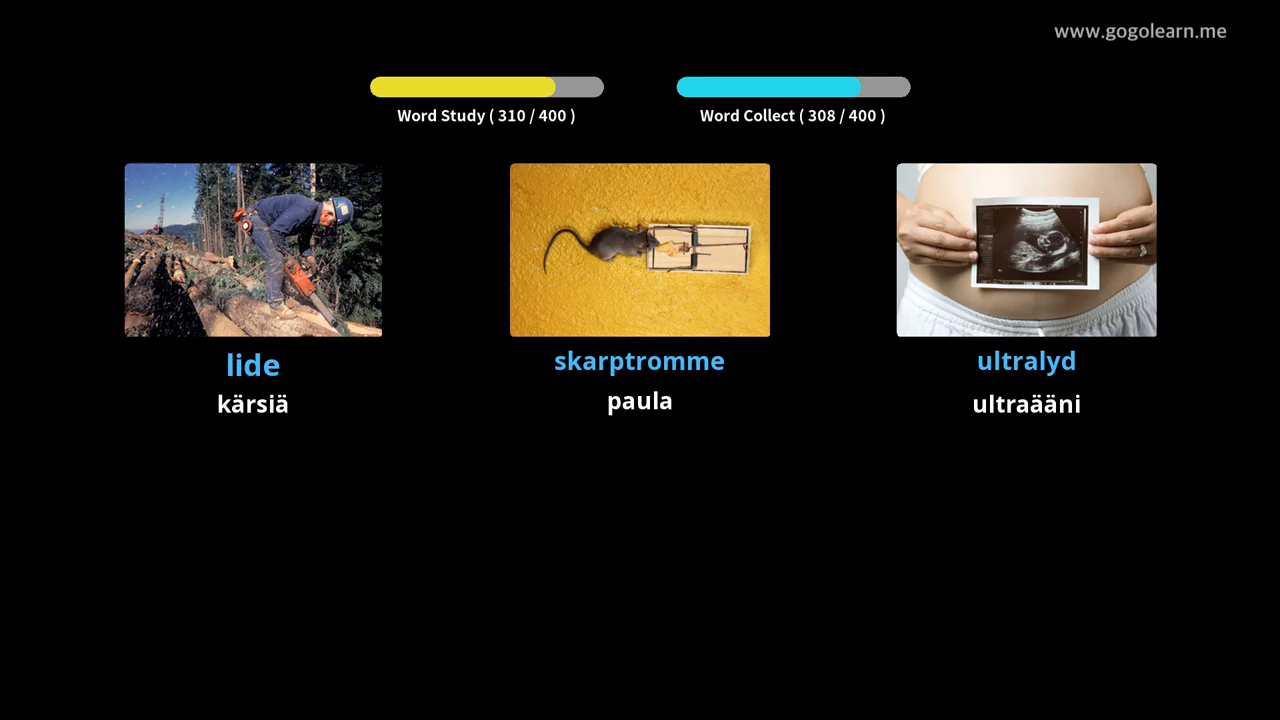 www.gogolearn.me
Word Study ( 310 / 400 )
Word Collect ( 308 / 400 )
lide
kärsiä
skarptromme
paula
ultralyd
ultraääni